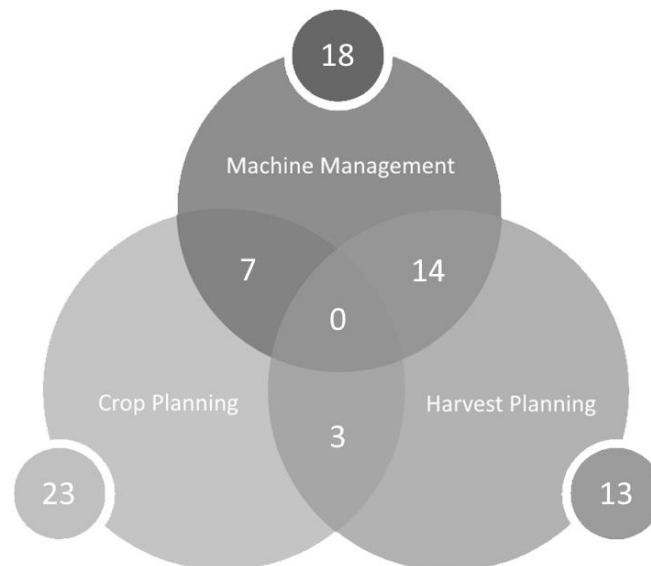 18
Machine Management
7
14
0
Crop Planning
Harvest Planning
3
23
13